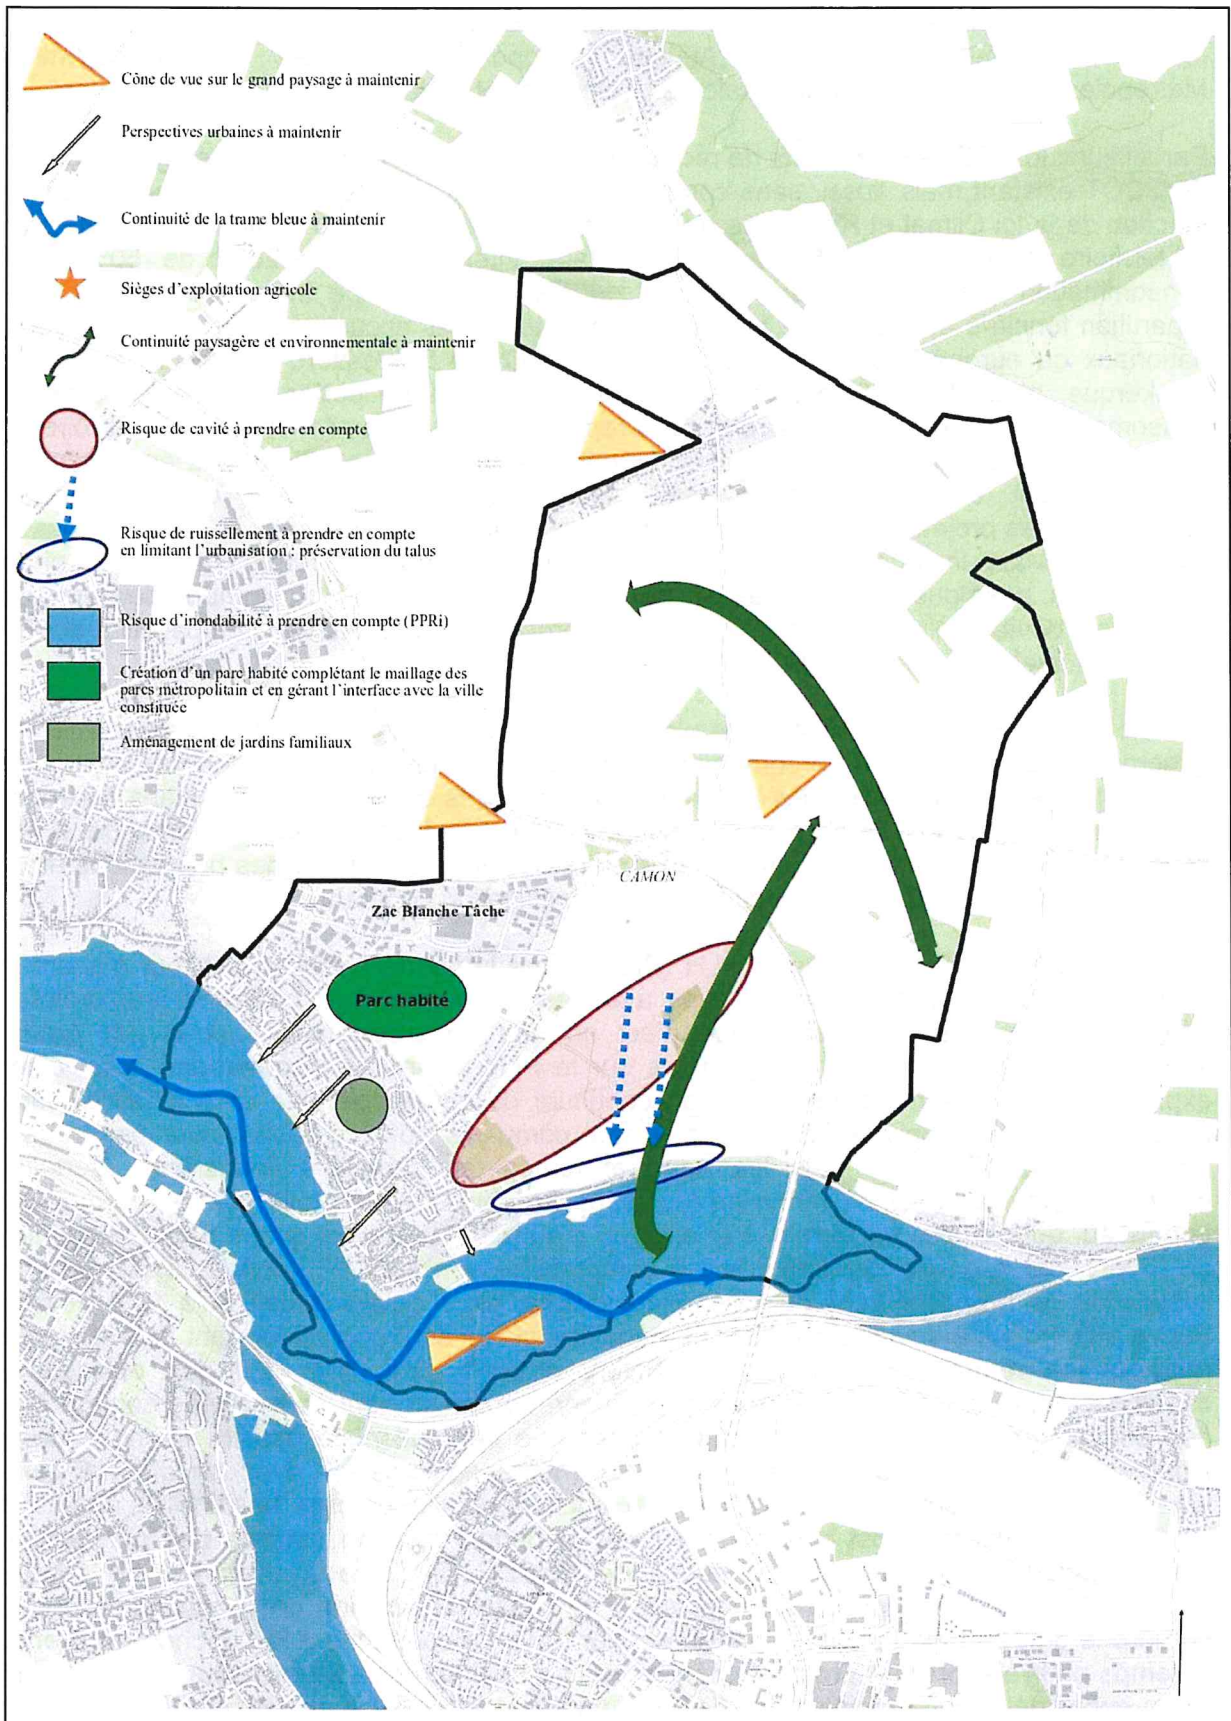 Cône de vue sur le grand paysage à maintenir
Perspectives urbaines à maintenir
Continuité de la trame bleue à maintenir
Sièges d'exploitation agricole
Continuité paysagère et environnementale à maintenir
Risque de cavité à prendre en compte
Risque de ruissellement à prendre en compte
en limitant l'urbanisation : préservation du talus
Risque d'inondabilité à prendre en compte (PPRi)
Création d'un parc habité complétant le maillage des
parcs métropolitain et en gérant l'interface avec la ville
constituée
Aménagement de jardins familiaux
CAMON
Zac Blanche Tâche
Parc habité